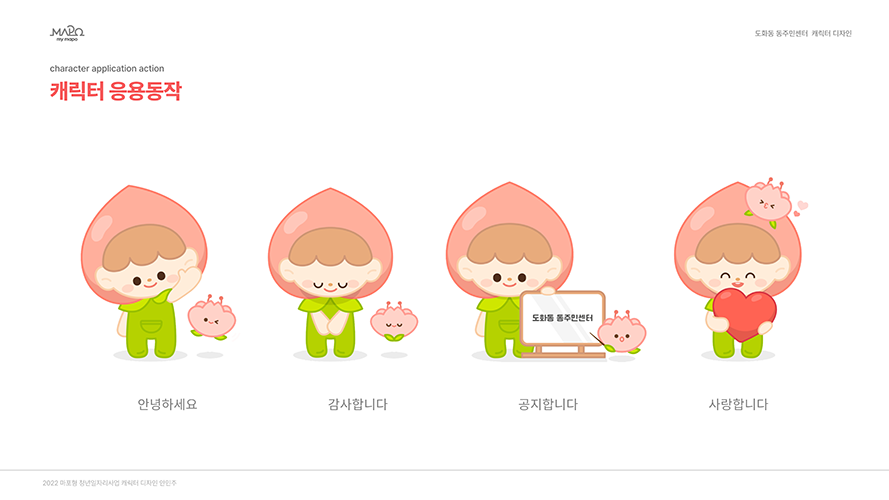 MAPO
my mapo
도화동 동주민센터 캐릭터 디자인
character application action
캐릭터 응용동작
도화동 동주민센터
안녕하세요
감사합니다
공지합니다
사랑합니다
2022 마포형 청년일자리사업 캐릭터 디자인 안민주